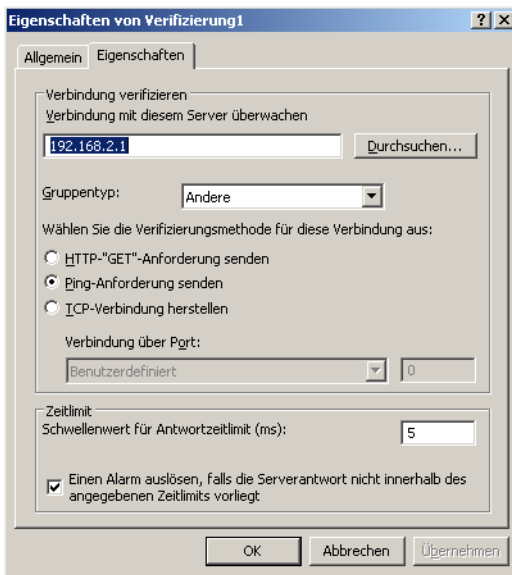 Eigenschaften von Verifizierung1
Allgemein
Eigenschaften
Verbindung verifizieren
Verbindung mit diesem Server überwachen
192.168.2.1
Durchsuchen...
Gruppentyp:
Andere
Wählen Sie die Verifizierungsmethode für diese Verbindung aus:
HTTP-"GET"-Anforderung senden
Ping-Anforderung senden
TCP-Verbindung herstellen
Verbindung über Port:
Benutzerdefiniert
0
Zeitlimit
Schwellenwert für Antwortzeitlimit (ms):
5
Einen Alarm auslösen, falls die Serverantwort nicht innerhalb des
angegebenen Zeitlimits vorliegt
OK
Abbrechen
Übernehmen